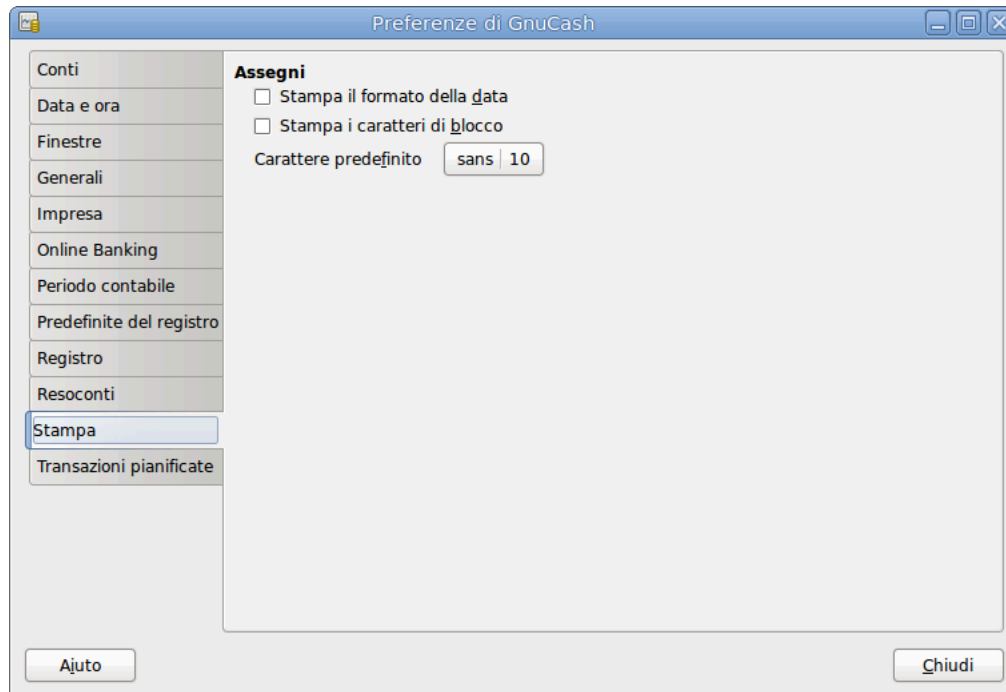 Preferenze di GnuCash
Conti
Data e ora
Finestre
Generali
Impresa
Online Banking
Periodo contabile
Predefinite del registro
Registro
Resoconti
Stampa
Transazioni pianificate
Assegni
Stampa il formato della data
Stampa i caratteri di blocco
Carattere predefinito sans 10
Aiuto
Chiudi